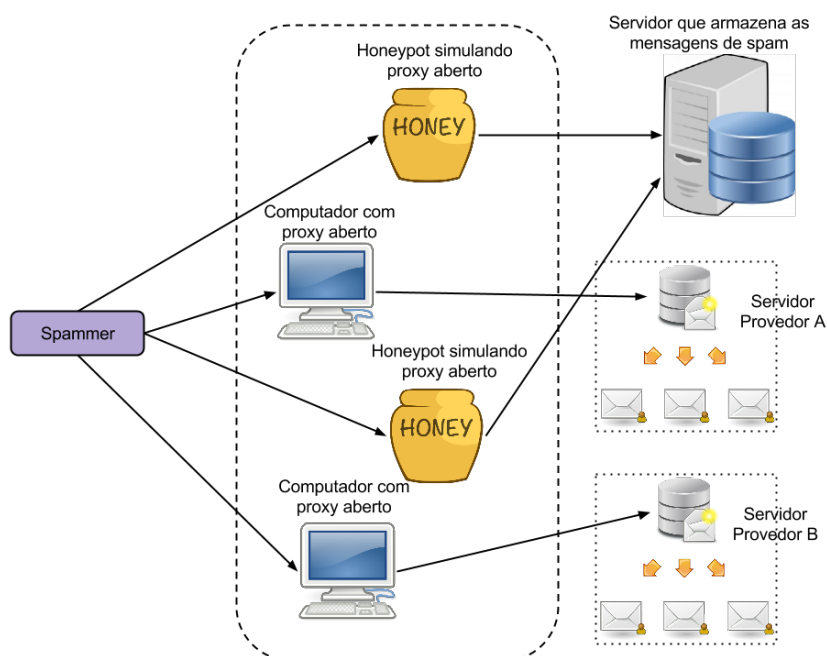 Servidor que armazena as
mensagens de spam
Honeypot simulando
proxy aberto
HONEY
Computador com
proxy aberto
Spammer
Servidor
Provedor A
Honeypot simulando
proxy aberto
HONEY
Computador com
proxy aberto
Servidor
Provedor B